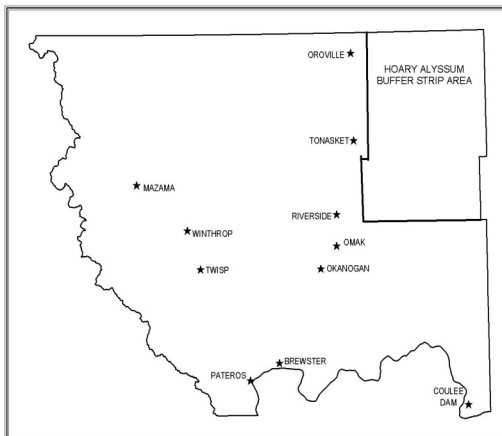 OROVILLE
HOARY ALYSSUM
BUFFER STRIP AREA
TONASKET
MAZAMA
RIVERSIDE
WINTHROP
OMAK
TWISP
OKANOGAN
BREWSTER
PATEROS
COULEE
DAM